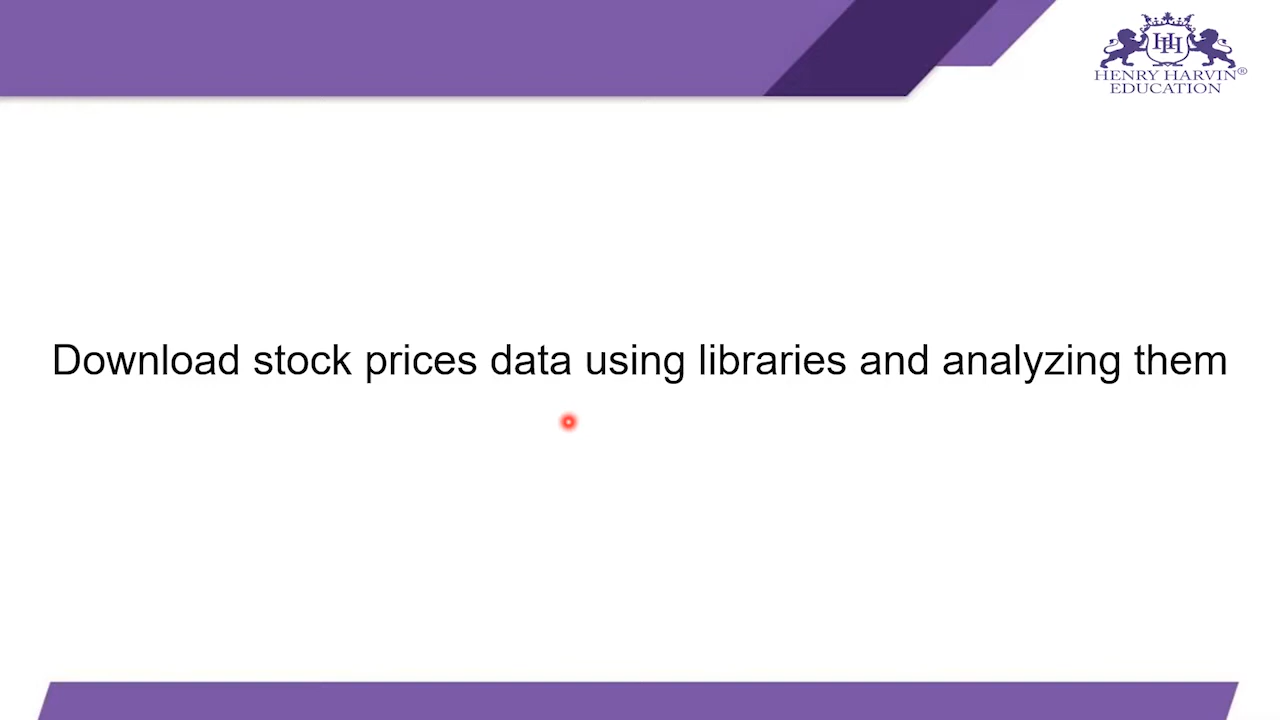 HENRY HARVIN®
EDUCATION
Download stock prices data using libraries and analyzing them